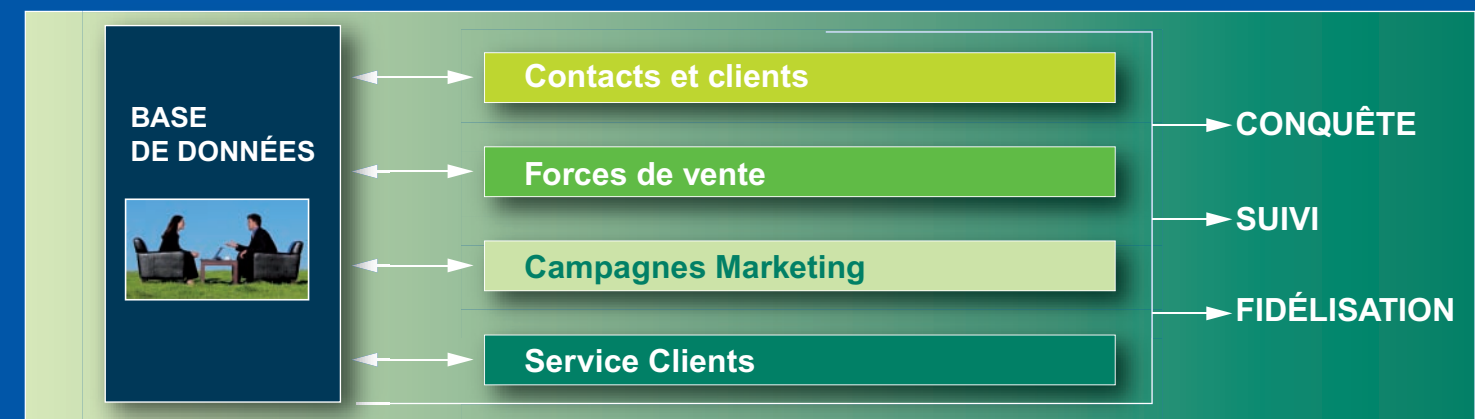 BASE
DE DONNÉES
Contacts et clients
Forces de vente
Campagnes Marketing
Service Clients
CONQUÊTE
SUIVI
FIDÉLISATION